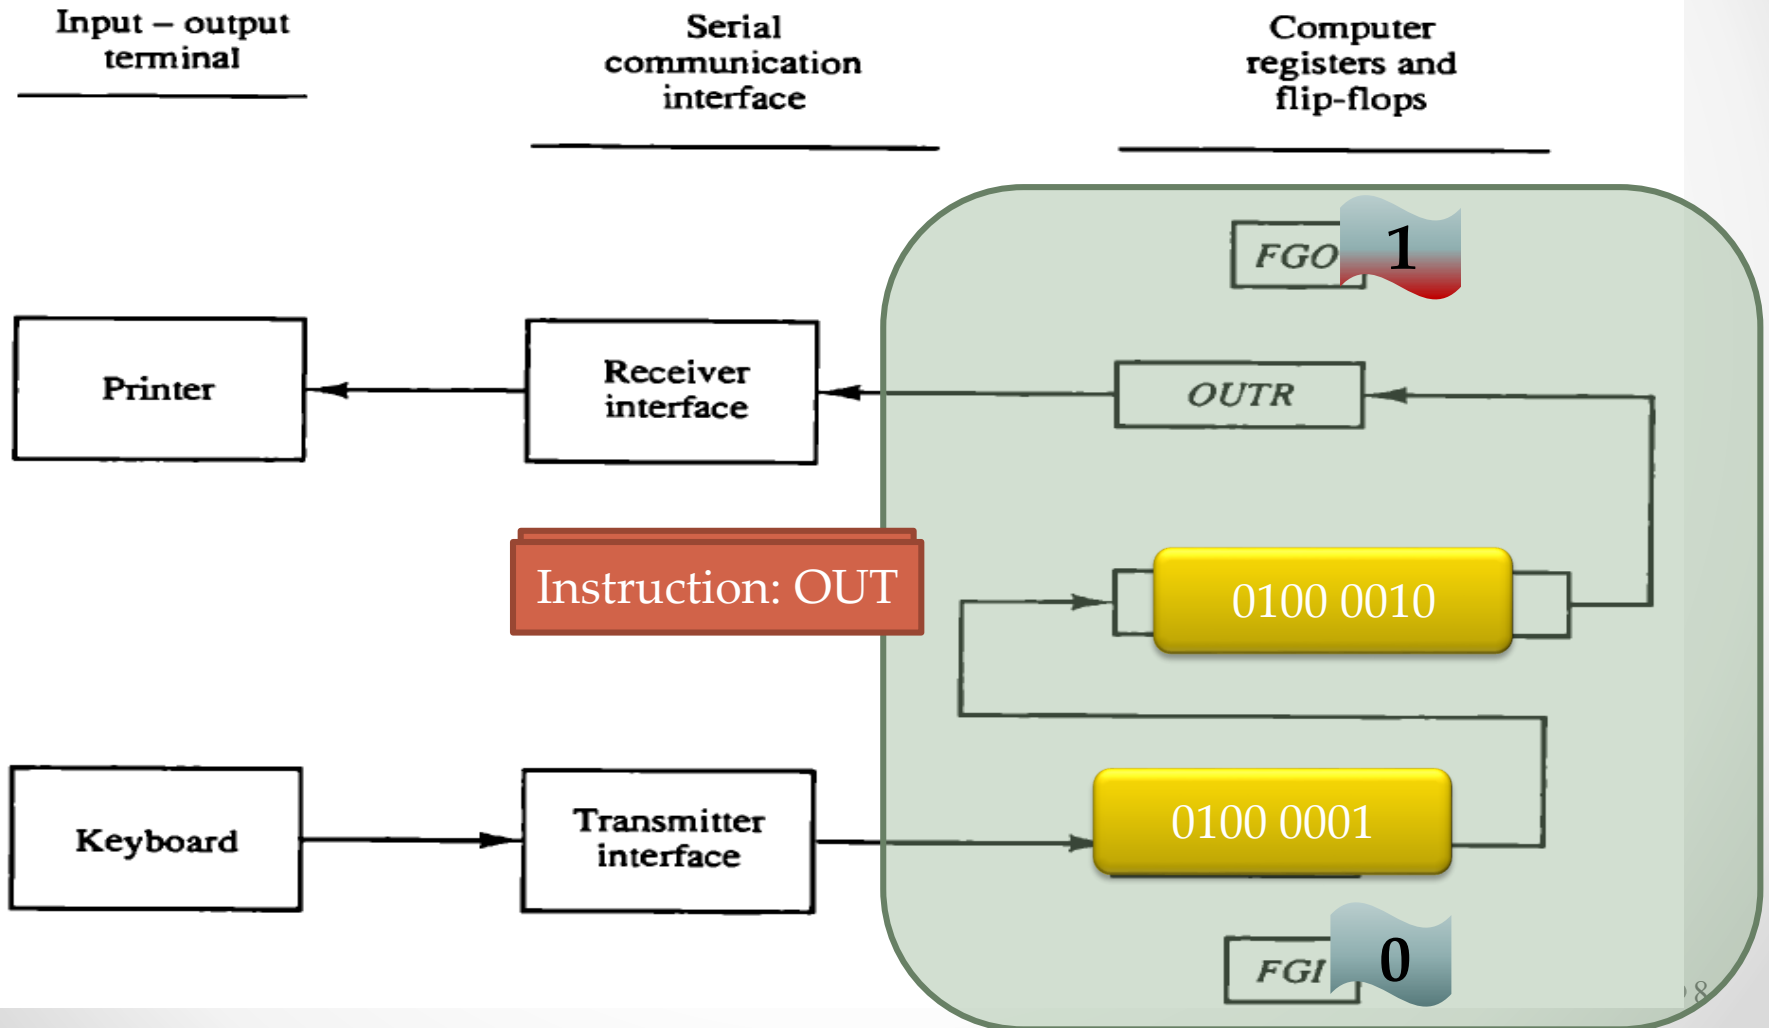 Input – output
terminal
Serial
communication
interface
Computer
registers and
flip-flops
FGO
1
Printer
Receiver
interface
OUTR
Instruction: OUT
0100 0010
Keyboard
Transmitter
interface
0100 0001
FGI
0
8